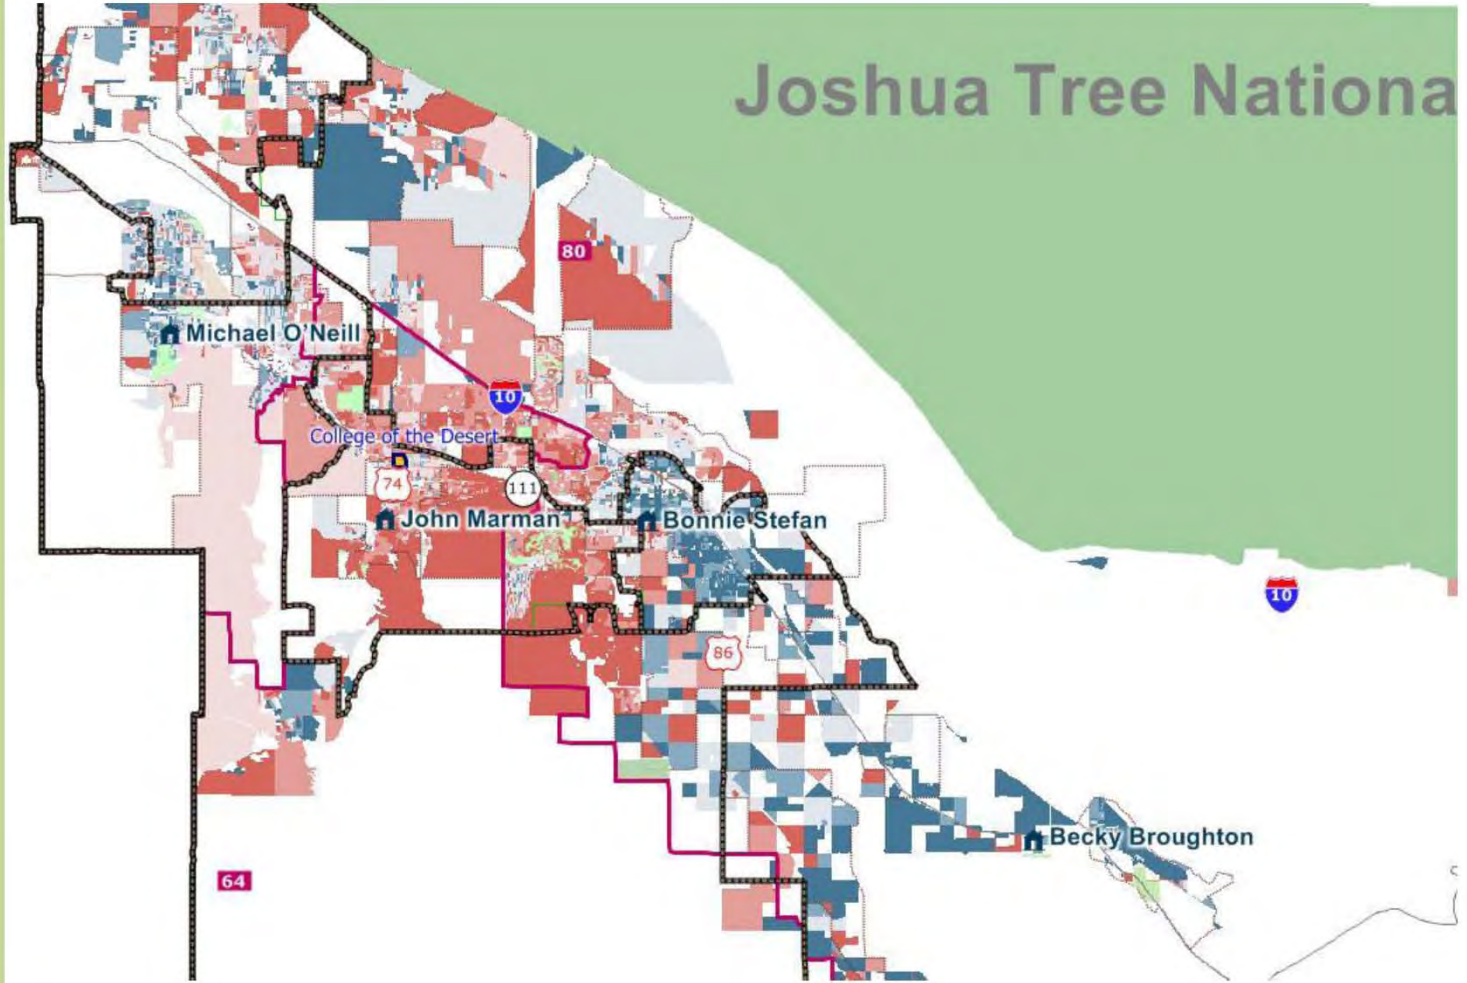 Joshua Tree Nationa
80
Michael O'Neill
10
College of the Desert
74
111
John Marman
Bonnie Stefan
10
86
Becky Broughton
64